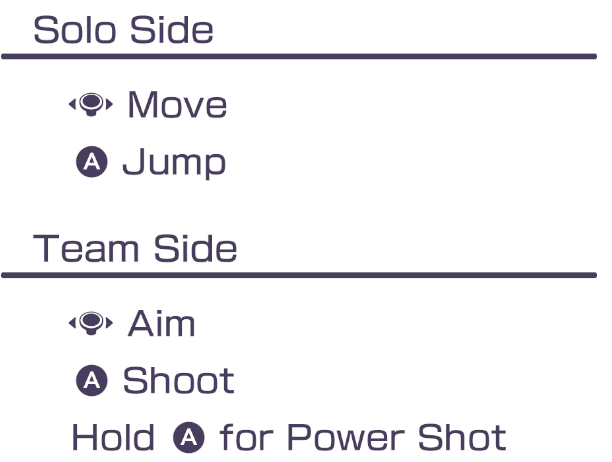 Solo Side
Move
A Jump
Team Side
Aim
A Shoot
Hold A for Power Shot